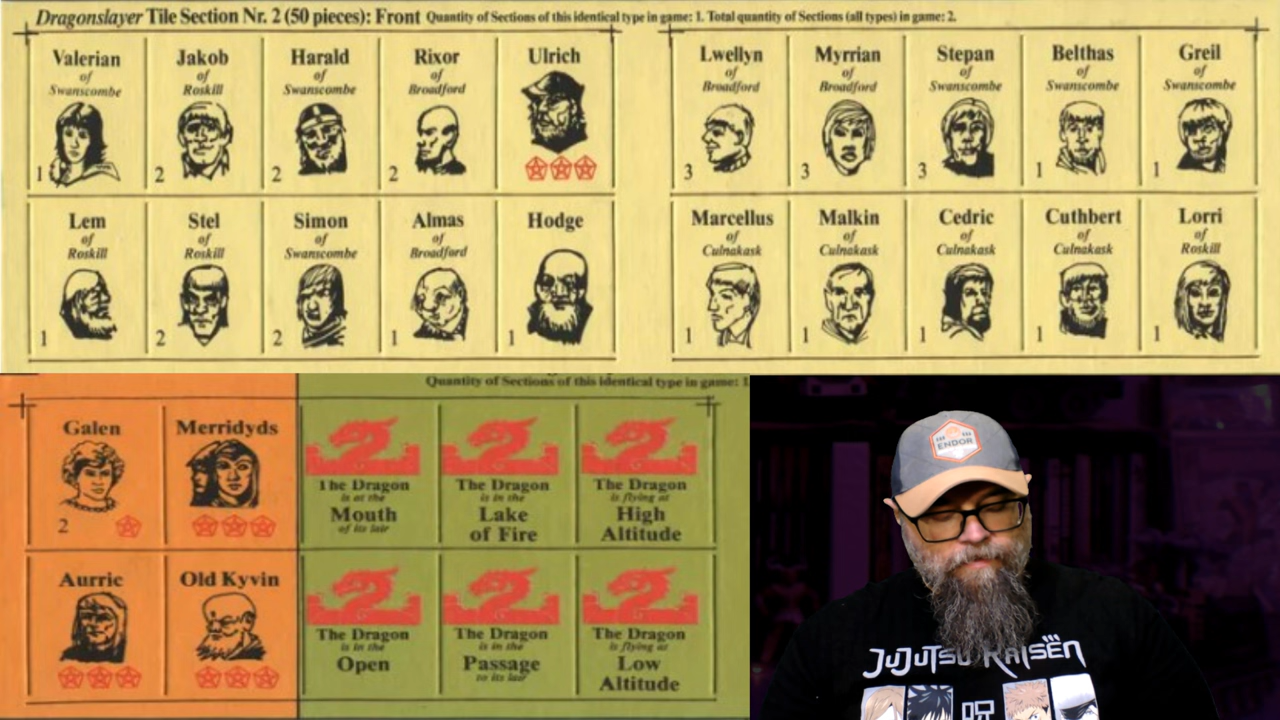 Dragonslayer Tile Section Nr. 2 (50 pieces): Front Quantity of Sections of this identical type in game: 1. Total quantity of Sections (all types) in game: 2.
Valerian
of
Swanscombe
1
Jakob
of
Roskill
2
Harald
of
Swanscombe
2
Rixor
of
Broadford
2
Ulrich
Lwellyn
of
Broadford
3
Myrrian
of
Broadford
3
Stepan
of
Swanscombe
3
Belthas
of
Swanscombe
1
Greil
of
Swanscombe
1
Lem
of
Roskill
1
Stel
of
Roskill
2
Simon
of
Swanscombe
2
Almas
of
Broadford
1
Hodge
1
Marcellus
of
Culnakask
1
Malkin
of
Culnakask
1
Cedric
of
Culnakask
1
Cuthbert
of
Culnakask
1
Lorri
of
Roskill
1
Quantity of Sections of this identical type in game: 1
Galen
2
Merridyds
The Dragon
is at the
Mouth
of its lair
The Dragon
is in the
Lake
of Fire
The Dragon
is flying at
High
Altitude
Aurric
Old Kyvin
The Dragon
is in the
Open
The Dragon
is in the
Passage
to its lair
The Dragon
is flying at
Low
Altitude
ENDOR
JUJUTSU KAISEN
呪